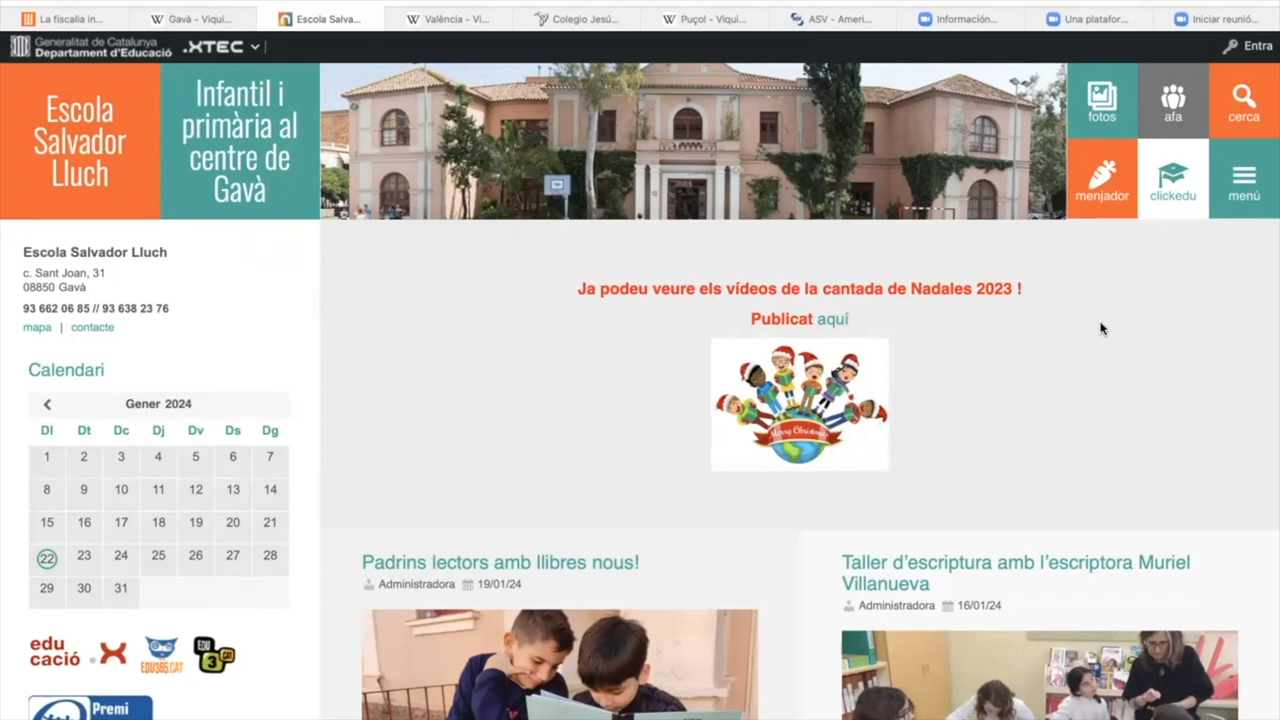 La fiscalia in...
Gavà – Viqui...
Escola Salva...
València – Vi...
Colegio Jesú...
Puçol – Viqui...
ASV - Ameri...
Información...
Una platafor...
Iniciar reunió...
Generalitat de Catalunya
Departament d'Educació
.XTEC
Entra
Escola
Salvador
Lluch
Infantil i
primària al
centre de
Gavà
fotos
afa
cerca
menjador
clickedu
menú
Escola Salvador Lluch
c. Sant Joan, 31
08850 Gavà
93 662 06 85 // 93 638 23 76
mapa | contacte
Calendari
Gener 2024
Dl Dt Dc Dj Dv Ds Dg
1 2 3 4 5 6 7
8 9 10 11 12 13 14
15 16 17 18 19 20 21
22 23 24 25 26 27 28
29 30 31
edu
cació
EDU365.CAT
EDU
3
CAT
Premi
Ja podeu veure els vídeos de la cantada de Nadales 2023 !
Publicat aquí
Merry Christmas
Padrins lectors amb llibres nous!
Administradora 19/01/24
Taller d'escriptura amb l'escriptora Muriel
Villanueva
Administradora 16/01/24